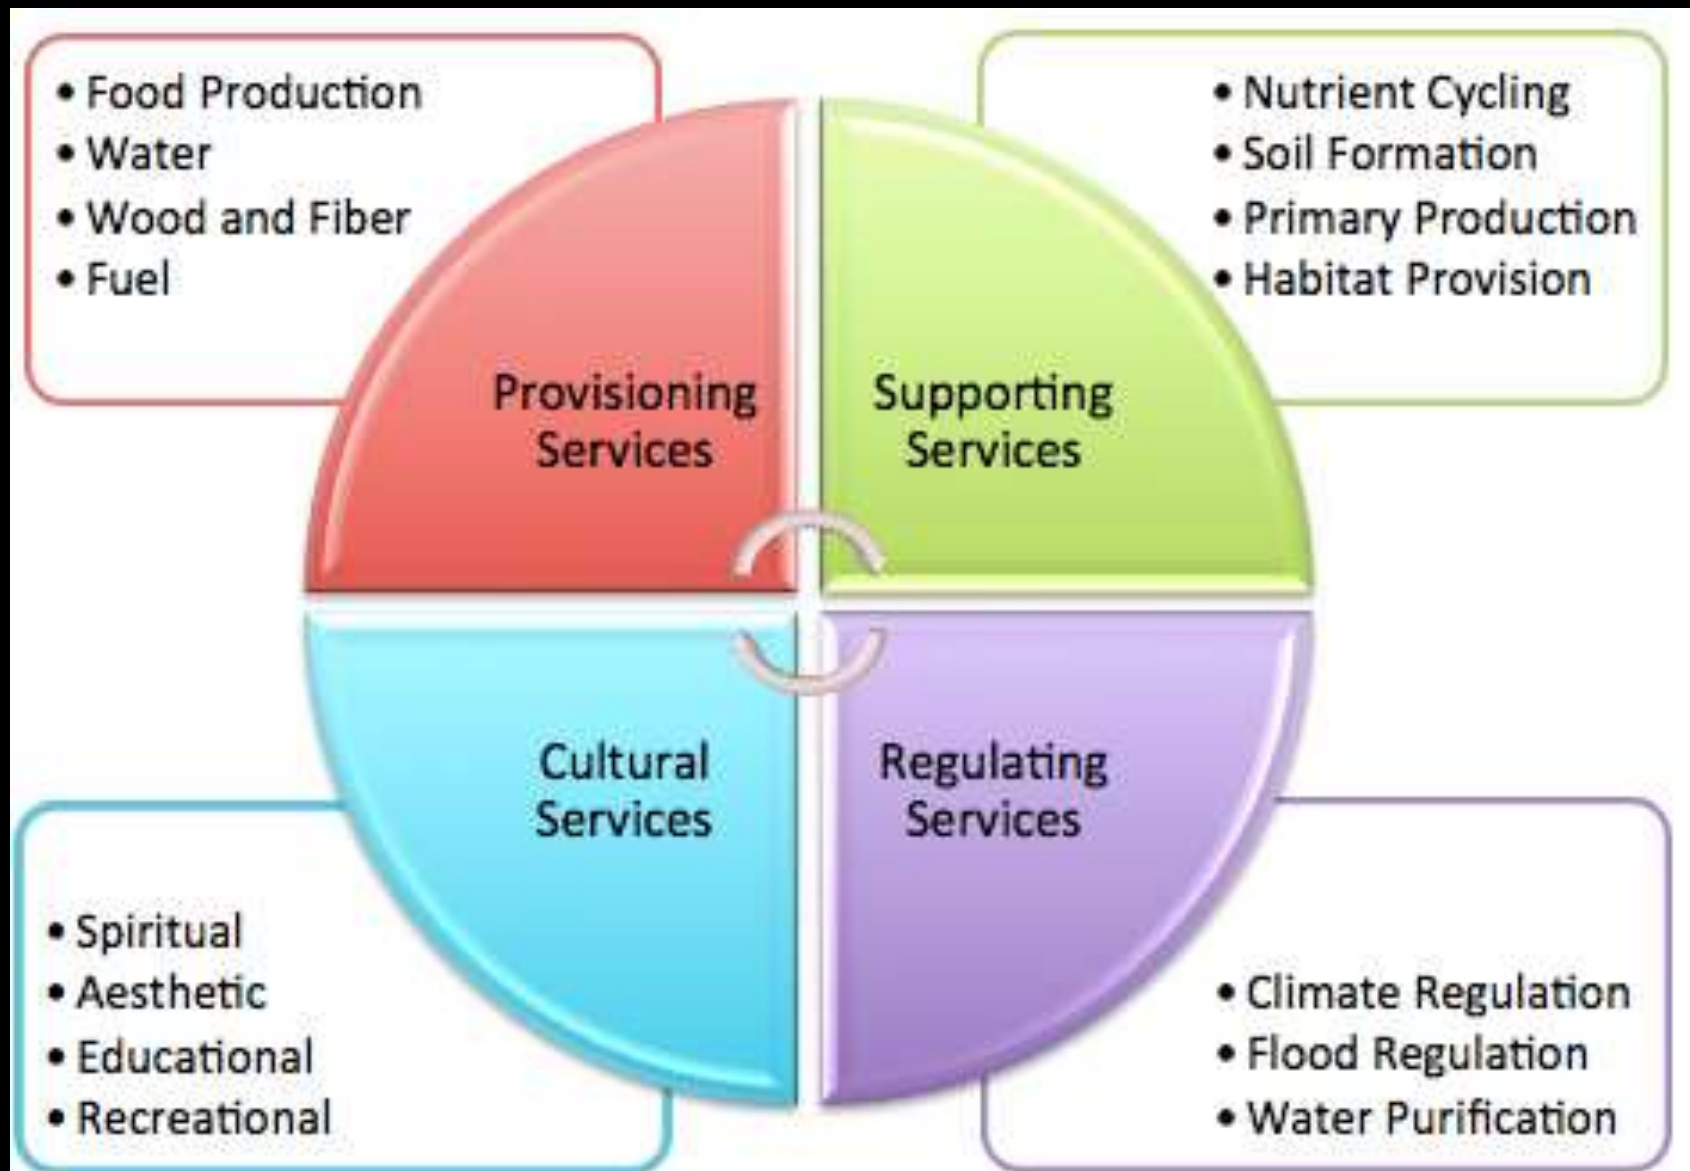 • Food Production
• Water
• Wood and Fiber
• Fuel
Provisioning
Services
• Nutrient Cycling
• Soil Formation
• Primary Production
• Habitat Provision
Supporting
Services
Cultural
Services
• Spiritual
• Aesthetic
• Educational
• Recreational
Regulating
Services
• Climate Regulation
• Flood Regulation
• Water Purification